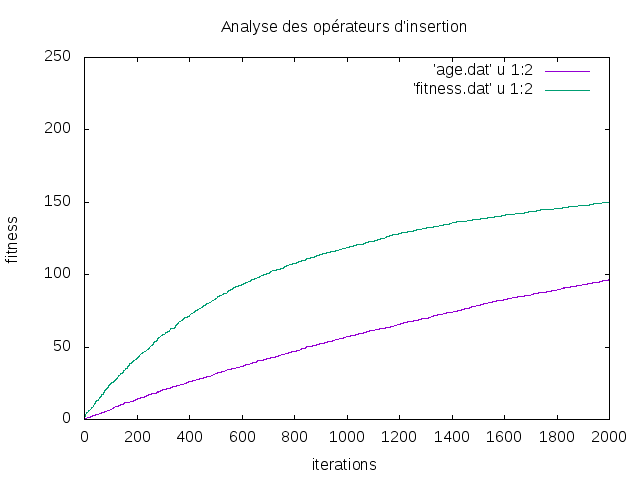 Analyse des opérateurs d'insertion
250
200
150
100
50
0
fitness
'age.dat' u 1:2
'fitness.dat' u 1:2
0 200 400 600 800 1000 1200 1400 1600 1800 2000
iterations